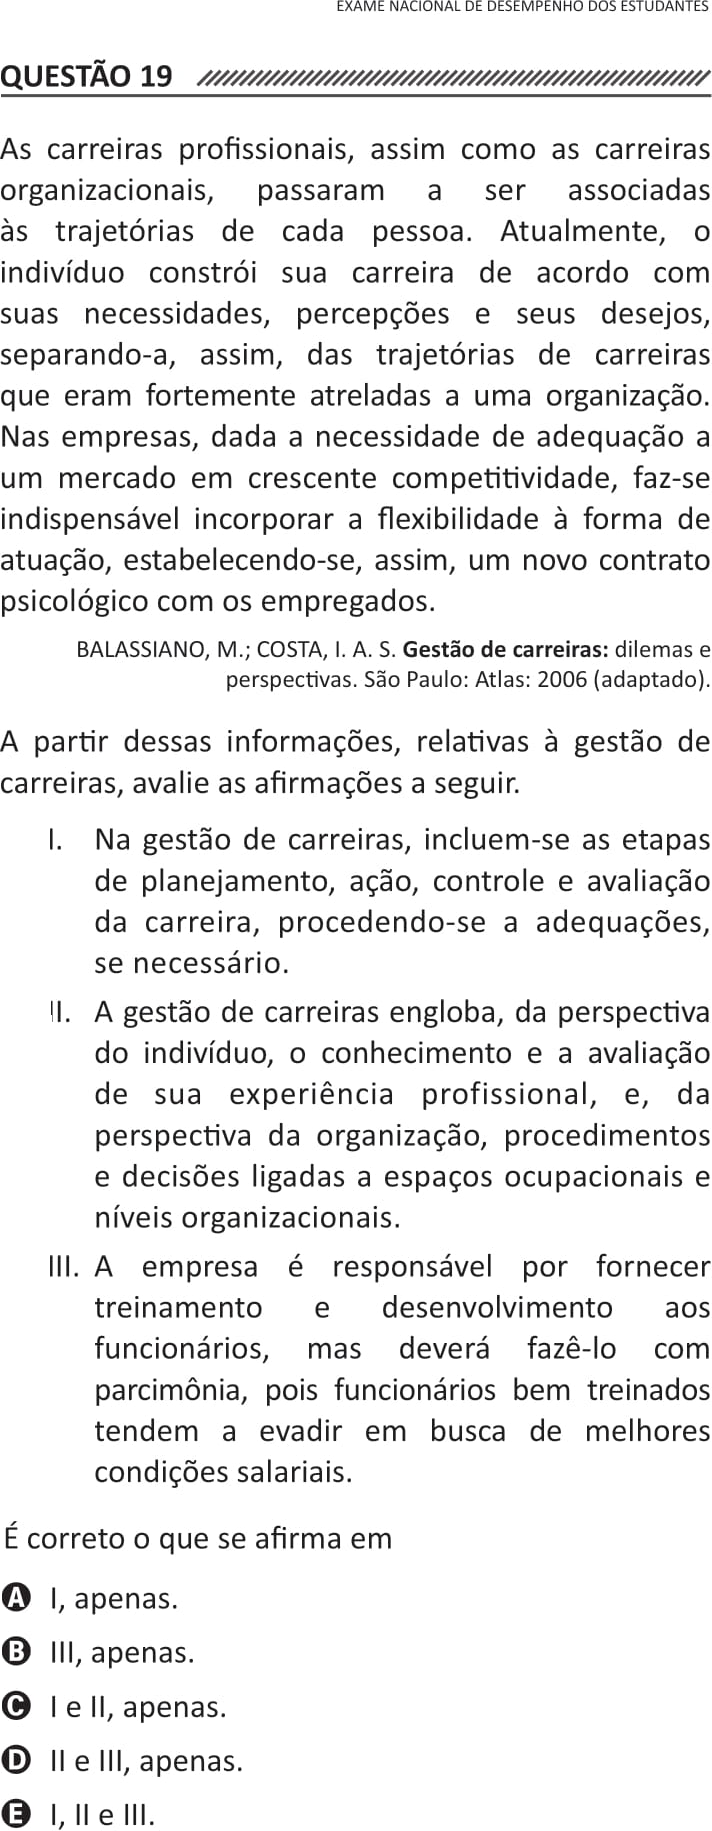 EXAME NACIONAL DE DESEMPENHO DOS ESTUDANTES
QUESTÃO 19
As carreiras profissionais, assim como as carreiras
organizacionais, passaram a ser associadas
às trajetórias de cada pessoa. Atualmente, o
indivíduo constrói sua carreira de acordo com
suas necessidades, percepções e seus desejos,
separando-a, assim, das trajetórias de carreiras
que eram fortemente atreladas a uma organização.
Nas empresas, dada a necessidade de adequação a
um mercado em crescente competitividade, faz-se
indispensável incorporar a flexibilidade à forma de
atuação, estabelecendo-se, assim, um novo contrato
psicológico com os empregados.
BALASSIANO, M.; COSTA, I. A. S. Gestão de carreiras: dilemas e
perspectivas. São Paulo: Atlas: 2006 (adaptado).
A partir dessas informações, relativas à gestão de
carreiras, avalie as afirmações a seguir.
I. Na gestão de carreiras, incluem-se as etapas
de planejamento, ação, controle e avaliação
da carreira, procedendo-se a adequações,
se necessário.
II. A gestão de carreiras engloba, da perspectiva
do indivíduo, o conhecimento e a avaliação
de sua experiência profissional, e, da
perspectiva da organização, procedimentos
e decisões ligadas a espaços ocupacionais e
níveis organizacionais.
III. A empresa é responsável por fornecer
treinamento e desenvolvimento aos
funcionários, mas deverá fazê-lo com
parcimônia, pois funcionários bem treinados
tendem a evadir em busca de melhores
condições salariais.
É correto o que se afirma em
A I, apenas.
B III, apenas.
C I e II, apenas.
D II e III, apenas.
E I, II e III.